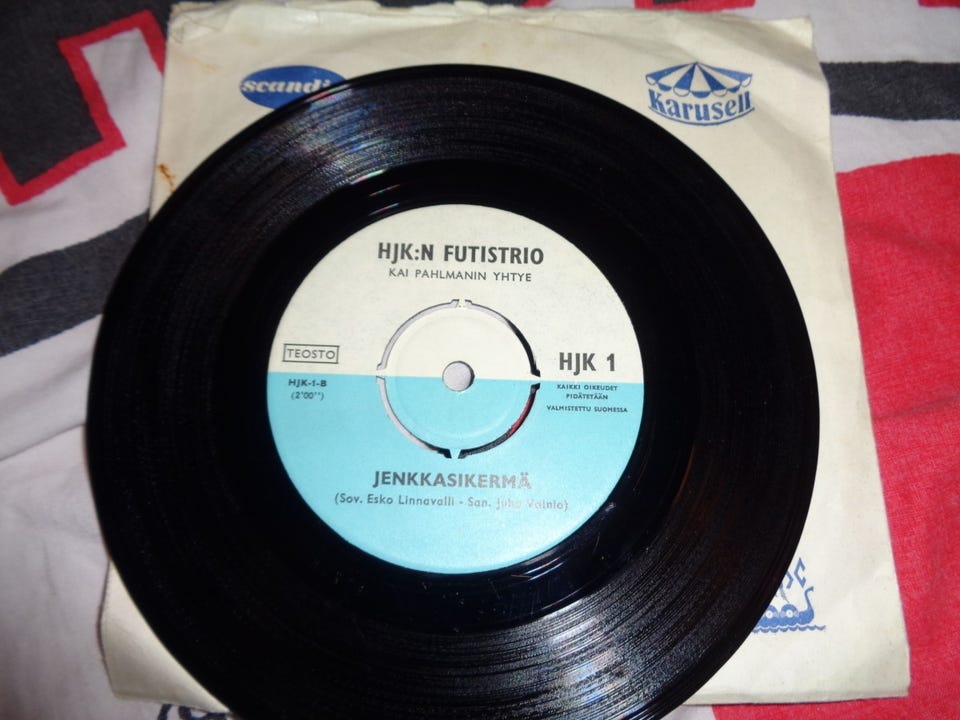 scandi
Karusell
HJK:N FUTISTRIO
KAI PAHLMANIN YHTYE
TEOSTO
HJK-1-B
(2'00'')
HJK 1
KAIKKI OIKEUDET
PIDÄTETÄÄN
VALMISTETTU SUOMESSA
JENKKASIKERMÄ
(Sov. Esko Linnavalli - San. Juha Vainio)